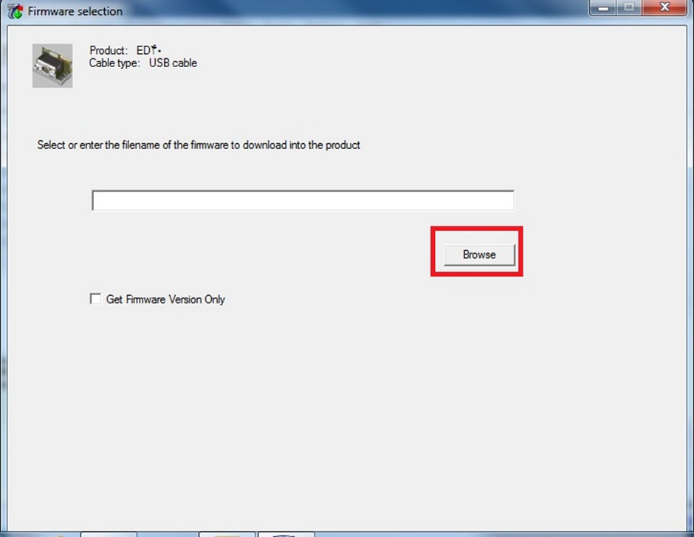 Firmware selection
Product: ED۴۰
Cable type: USB cable
Select or enter the filename of the firmware to download into the product
Browse
Get Firmware Version Only